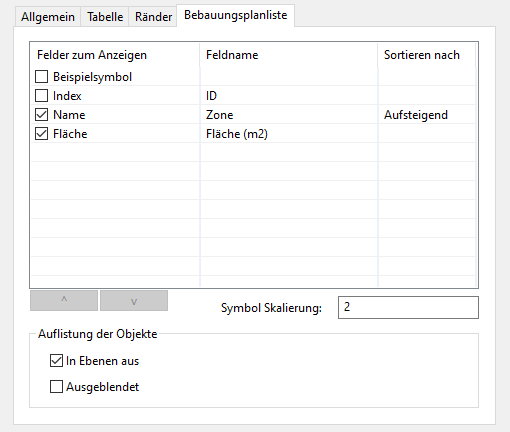 Allgemein Tabelle Ränder Bebauungsplanliste
Felder zum Anzeigen Feldname Sortieren nach
Beispielsymbol
Index ID
Name Zone Aufsteigend
Fläche Fläche (m2)
^ v Symbol Skalierung: 2
Auflistung der Objekte
In Ebenen aus
Ausgeblendet